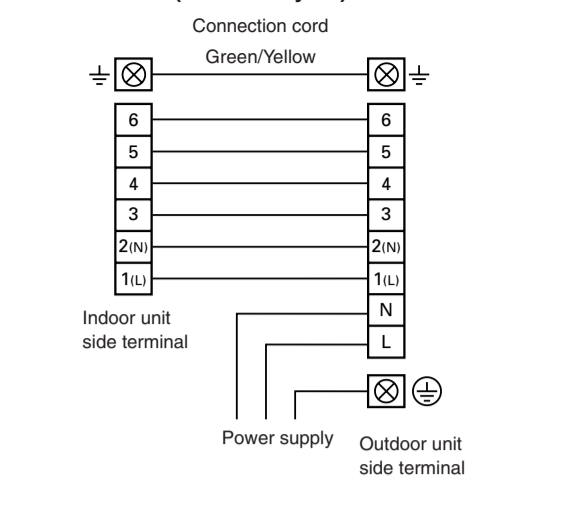 Connection cord
Green/Yellow
6 6
5 5
4 4
3 3
2(N) 2(N)
1(L) 1(L)
N
Indoor unit
side terminal
L
Power supply
Outdoor unit
side terminal